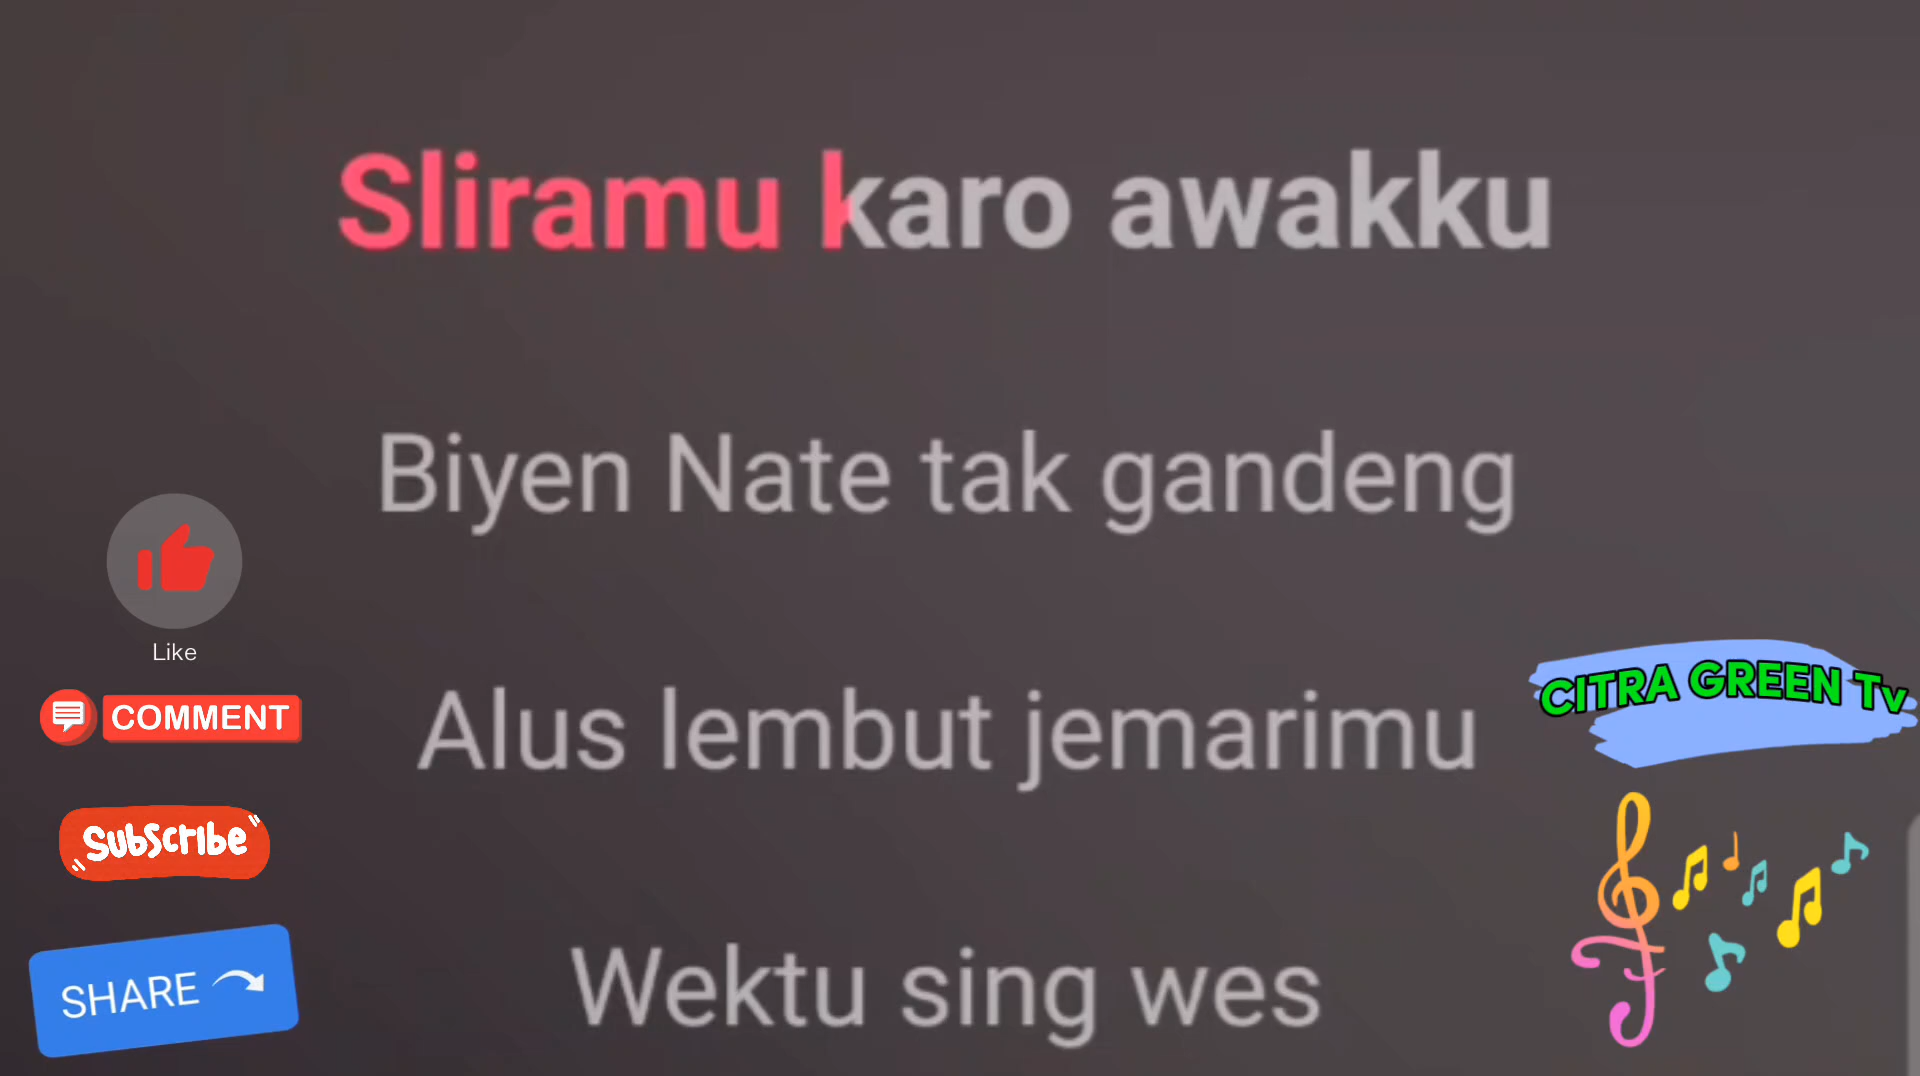 Sliramu karo awakku
Biyen Nate tak gandeng
Alus lembut jemarimu
Wektu sing wes
Like
COMMENT
Subscribe
SHARE
CITRA GREEN Tv